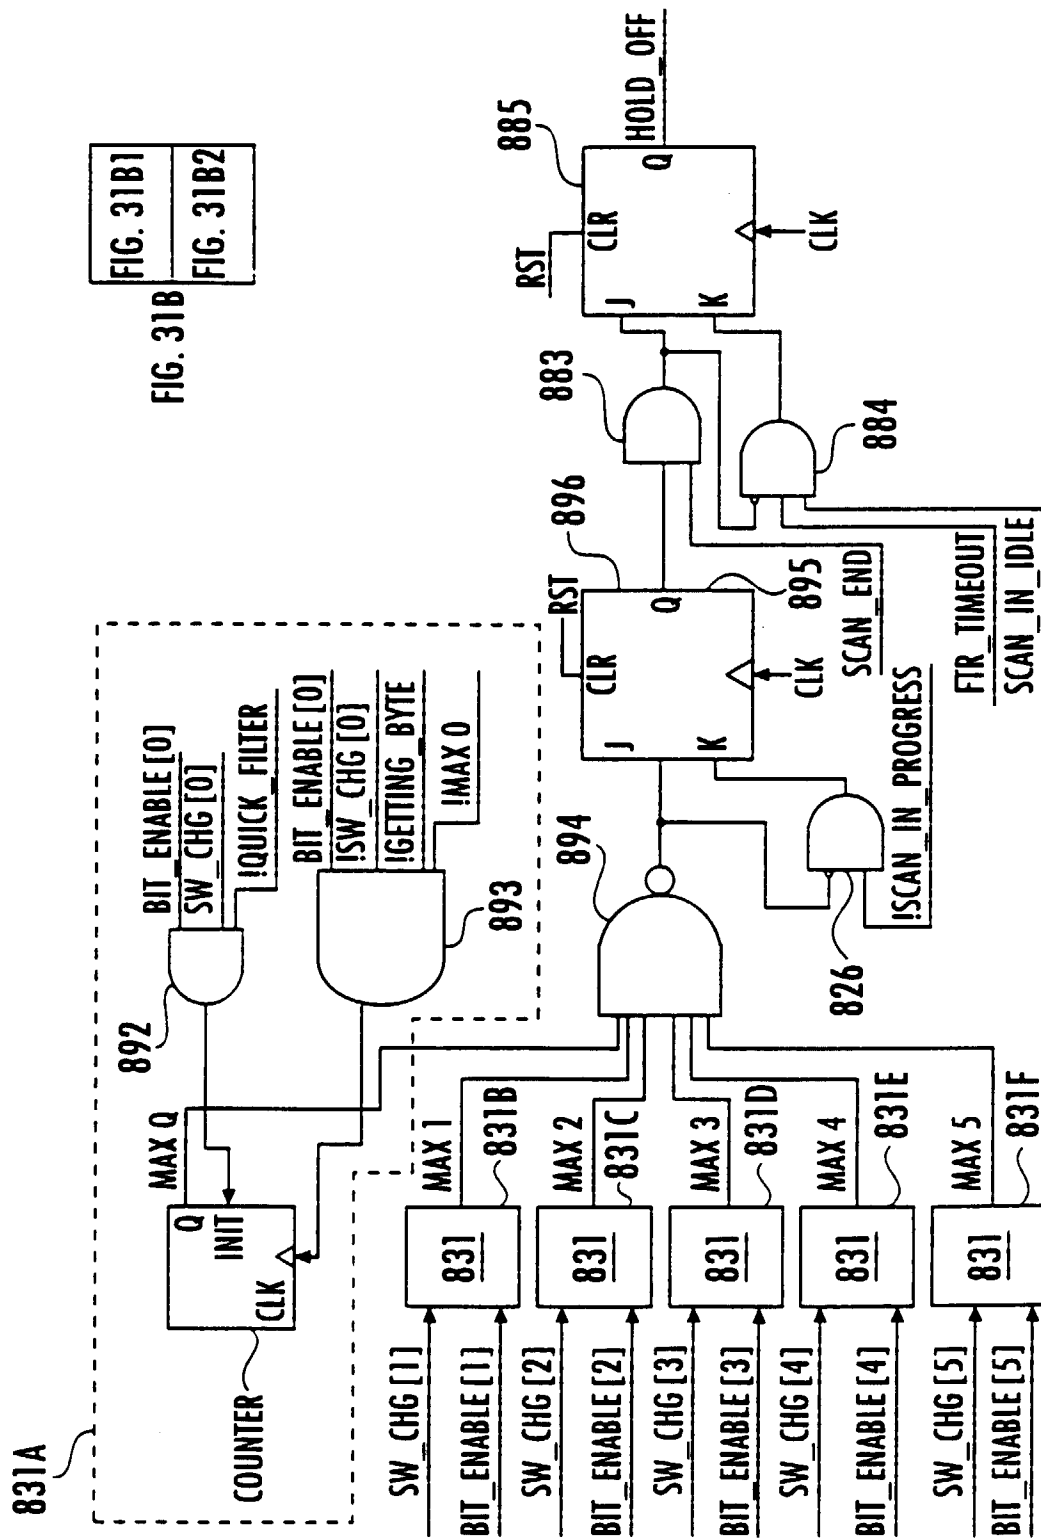 831A
COUNTER
CLK
Q
INIT
MAX Q
892
BIT_ENABLE [0]
SW_CHG [0]
!QUICK_FILTER
893
BIT_ENABLE [0]
!SW_CHG [0]
!GETTING_BYTE
!MAX 0
FIG. 31B
FIG. 31B1
FIG. 31B2
SW_CHG [1]
BIT_ENABLE [1]
831
MAX 1
831B
SW_CHG [2]
BIT_ENABLE [2]
831
MAX 2
831C
SW_CHG [3]
BIT_ENABLE [3]
831
MAX 3
831D
SW_CHG [4]
BIT_ENABLE [4]
831
MAX 4
831E
SW_CHG [5]
BIT_ENABLE [5]
831
MAX 5
831F
894
826
!SCAN_IN_PROGRESS
J
K
CLR
Q
RST
CLK
896
895
SCAN_END
883
884
FTR_TIMEOUT
SCAN_IN_IDLE
RST
J
K
CLR
Q
CLK
885
HOLD_OFF